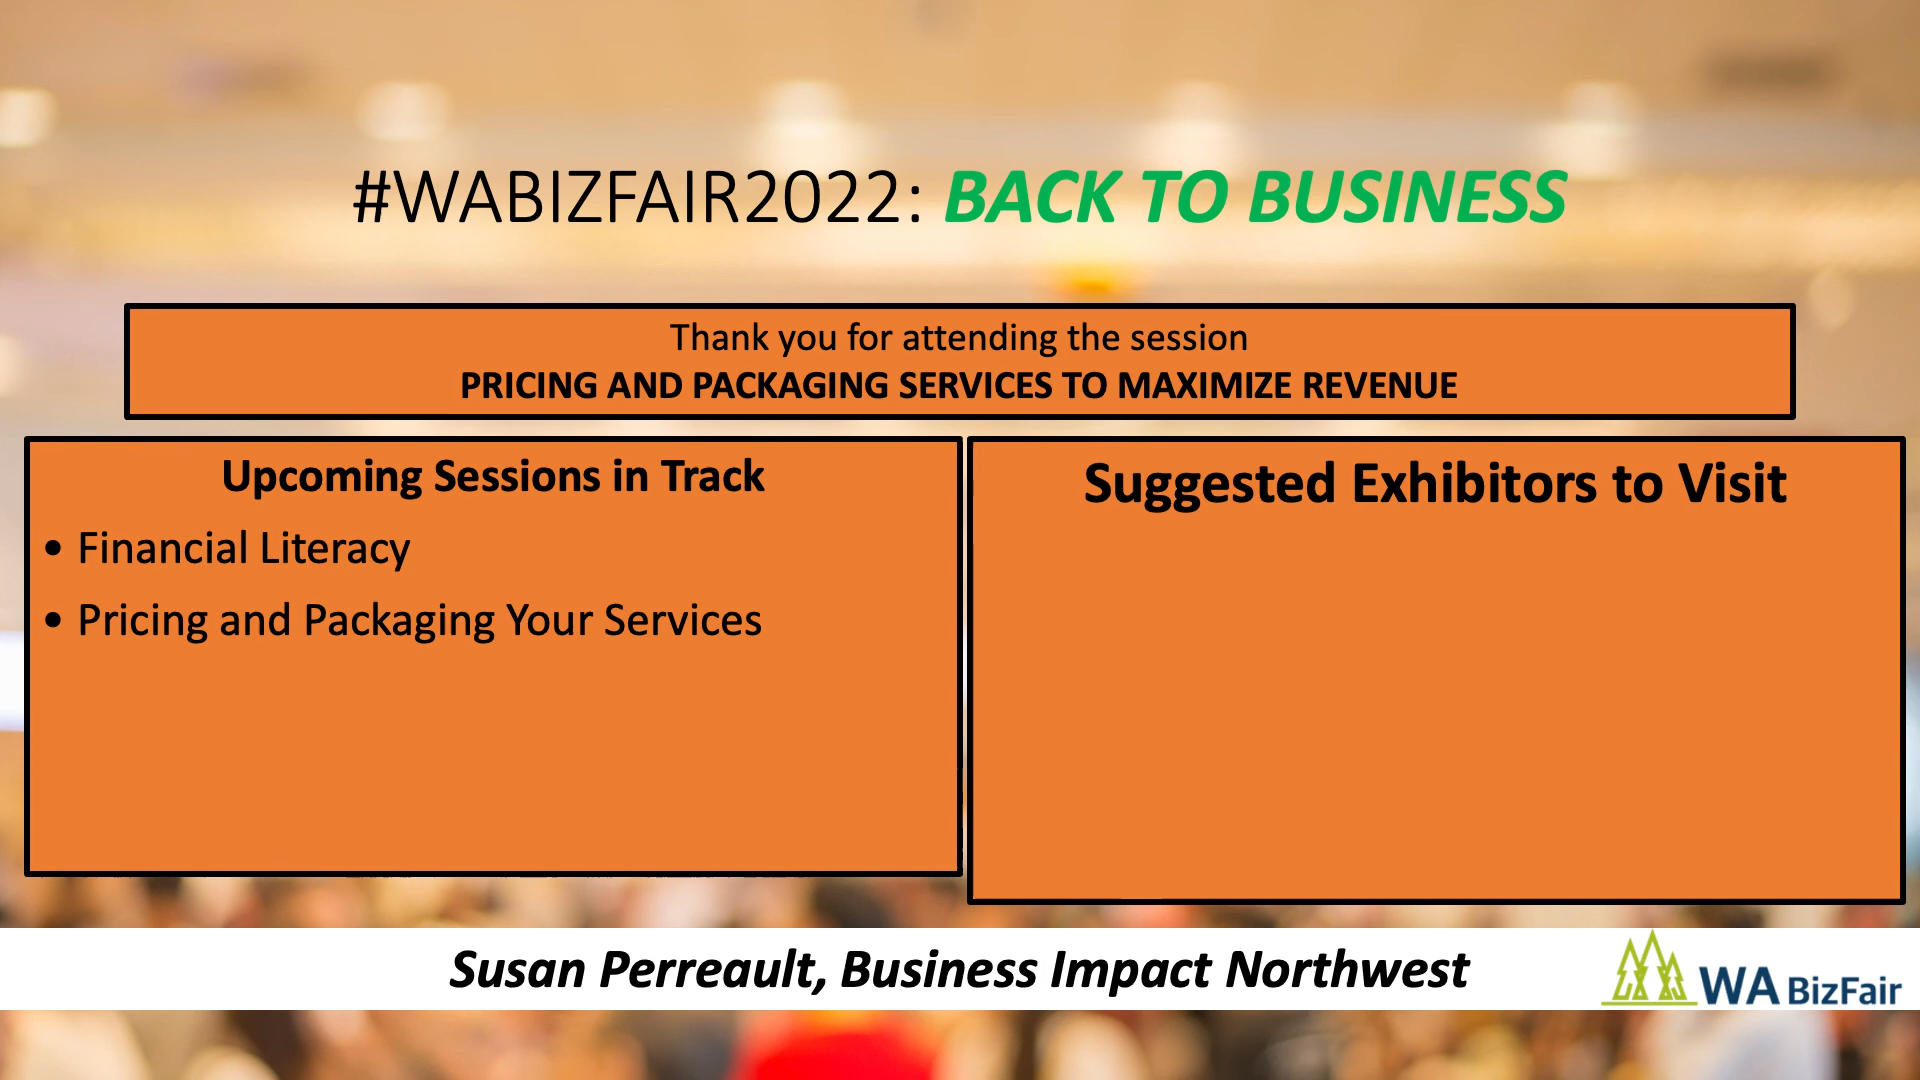 #WABIZFAIR2022: BACK TO BUSINESS
Thank you for attending the session
PRICING AND PACKAGING SERVICES TO MAXIMIZE REVENUE
Upcoming Sessions in Track
• Financial Literacy
• Pricing and Packaging Your Services
Suggested Exhibitors to Visit
Susan Perreault, Business Impact Northwest
WA BizFair